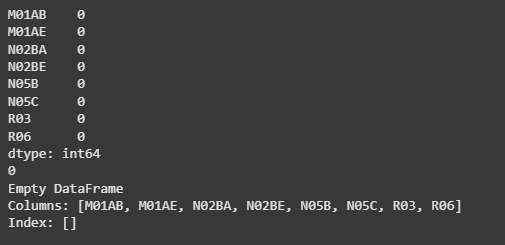 M01AB    0
M01AE    0
N02BA    0
N02BE    0
N05B     0
N05C     0
R03      0
R06      0
dtype: int64
0
Empty DataFrame
Columns: [M01AB, M01AE, N02BA, N02BE, N05B, N05C, R03, R06]
Index: []